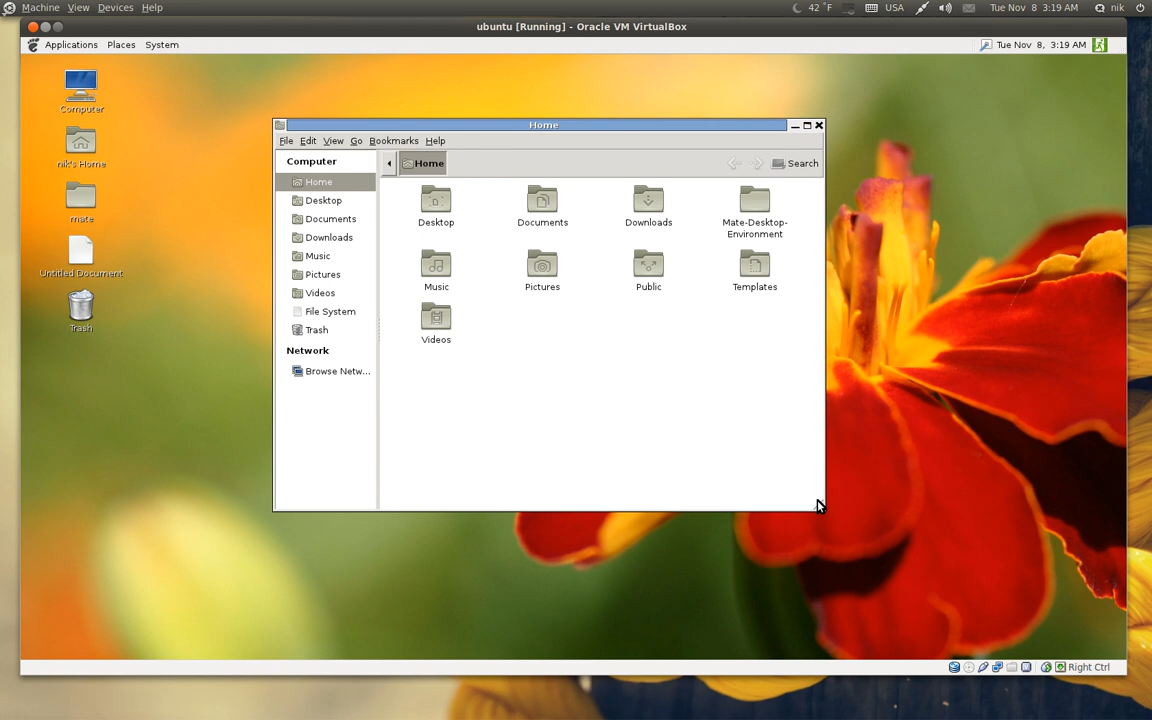 Machine View Devices Help 42 °F USA Tue Nov 8 3:19 AM nik
ubuntu [Running] - Oracle VM VirtualBox
Applications Places System Tue Nov 8, 3:19 AM
Computer
nik's Home
mate
Untitled Document
Trash
Home
File Edit View Go Bookmarks Help
Computer
Home
Desktop
Documents
Downloads
Music
Pictures
Videos
File System
Trash
Network
Browse Netw...
Home Search
Desktop Documents Downloads Mate-Desktop-
Environment
Music Pictures Public Templates
Videos
Right Ctrl